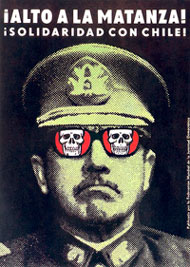 ¡ALTO A LA MATANZA!
¡SOLIDARIDAD CON CHILE!